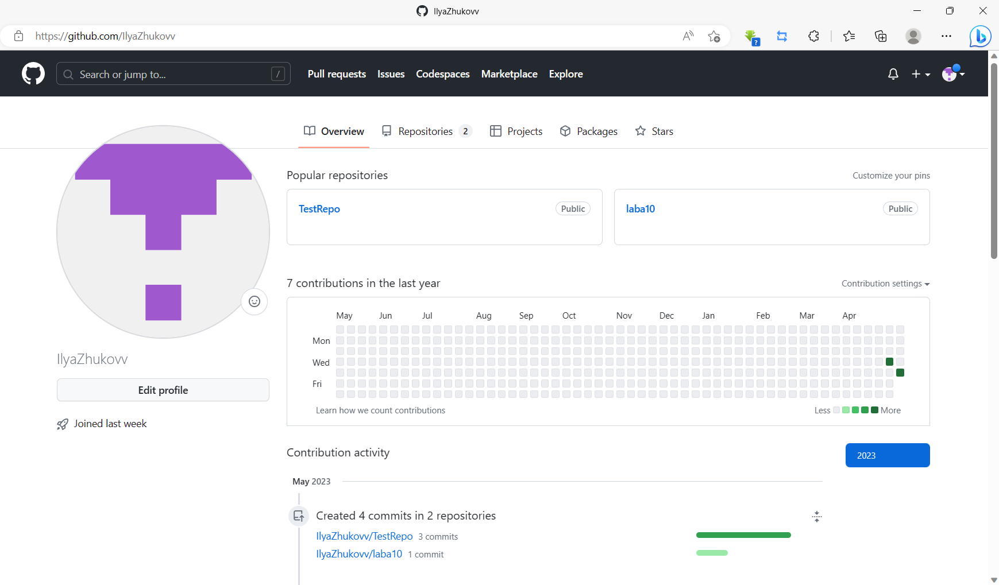 IlyaZhukovv
https://github.com/IlyaZhukovv
Search or jump to... /
Pull requests Issues Codespaces Marketplace Explore
Overview Repositories 2 Projects Packages Stars
Popular repositories Customize your pins
TestRepo Public laba10 Public
7 contributions in the last year Contribution settings
May Jun Jul Aug Sep Oct Nov Dec Jan Feb Mar Apr
Mon
Wed
Fri
Learn how we count contributions Less More
IlyaZhukovv
Edit profile
Joined last week
Contribution activity 2023
May 2023
Created 4 commits in 2 repositories
IlyaZhukovv/TestRepo 3 commits
IlyaZhukovv/laba10 1 commit